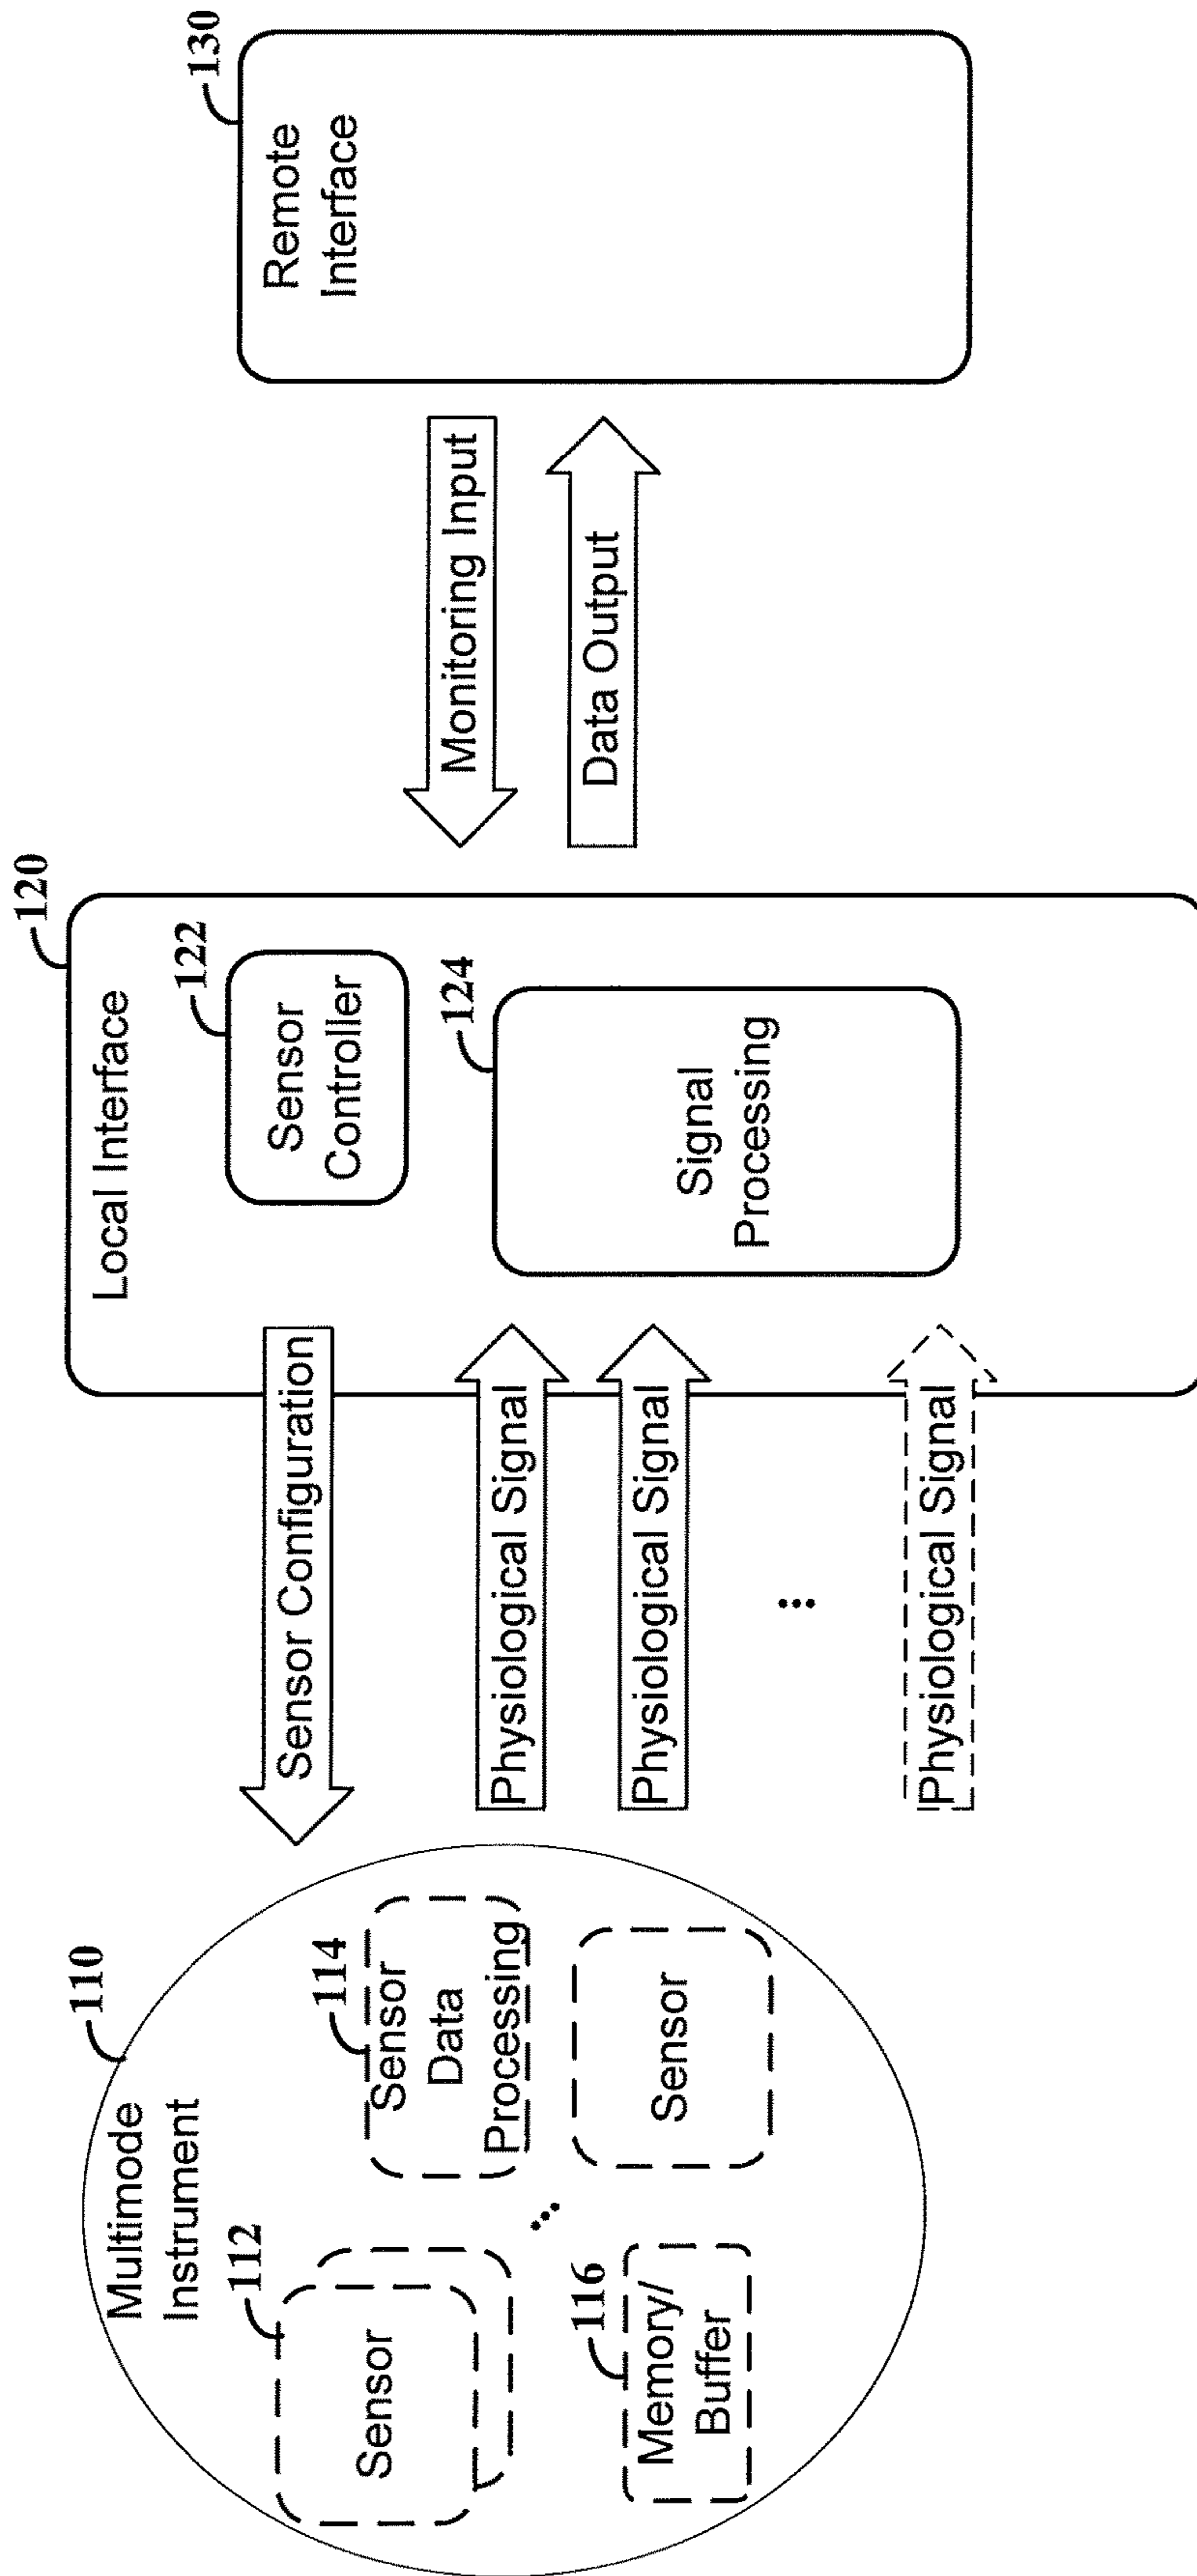 110
Multimode
Instrument
112
Sensor
114
Sensor
Data
Processing
116
Memory/
Buffer
Sensor
Sensor Configuration
Physiological Signal
Physiological Signal
Physiological Signal
120
Local Interface
122
Sensor
Controller
124
Signal
Processing
Monitoring Input
Data Output
130
Remote
Interface